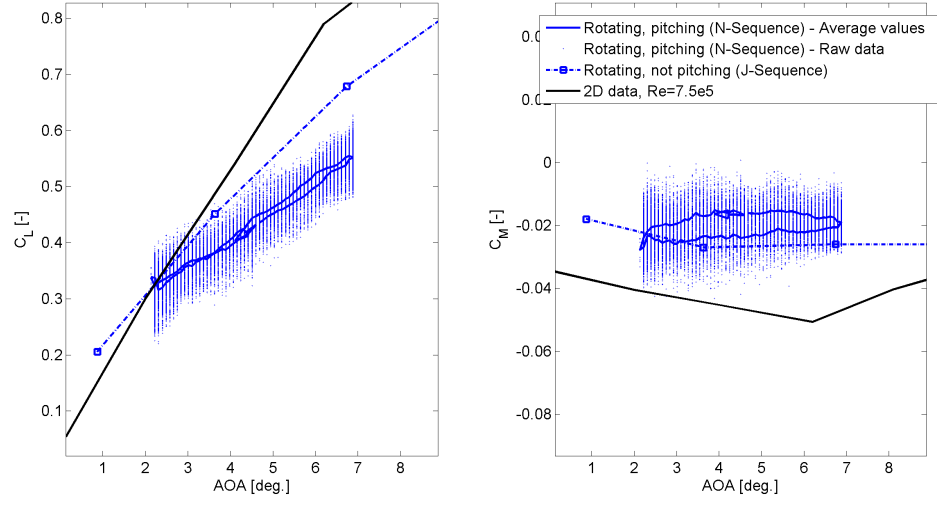 0.8
0.7
0.6
0.5
0.4
0.3
0.2
0.1
C_L [-]
1 2 3 4 5 6 7 8
AOA [deg.]
Rotating, pitching (N-Sequence) - Average values
Rotating, pitching (N-Sequence) - Raw data
Rotating, not pitching (J-Sequence)
2D data, Re=7.5e5
0
-0.02
-0.04
-0.06
-0.08
C_M [-]
1 2 3 4 5 6 7 8
AOA [deg.]